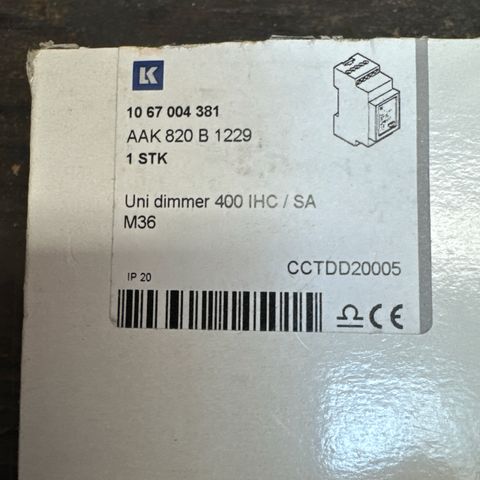 LK
10 67 004 381
AAK 820 B 1229
1 STK
Uni dimmer 400 IHC / SA
M36
CCTDD20005
IP 20
CE